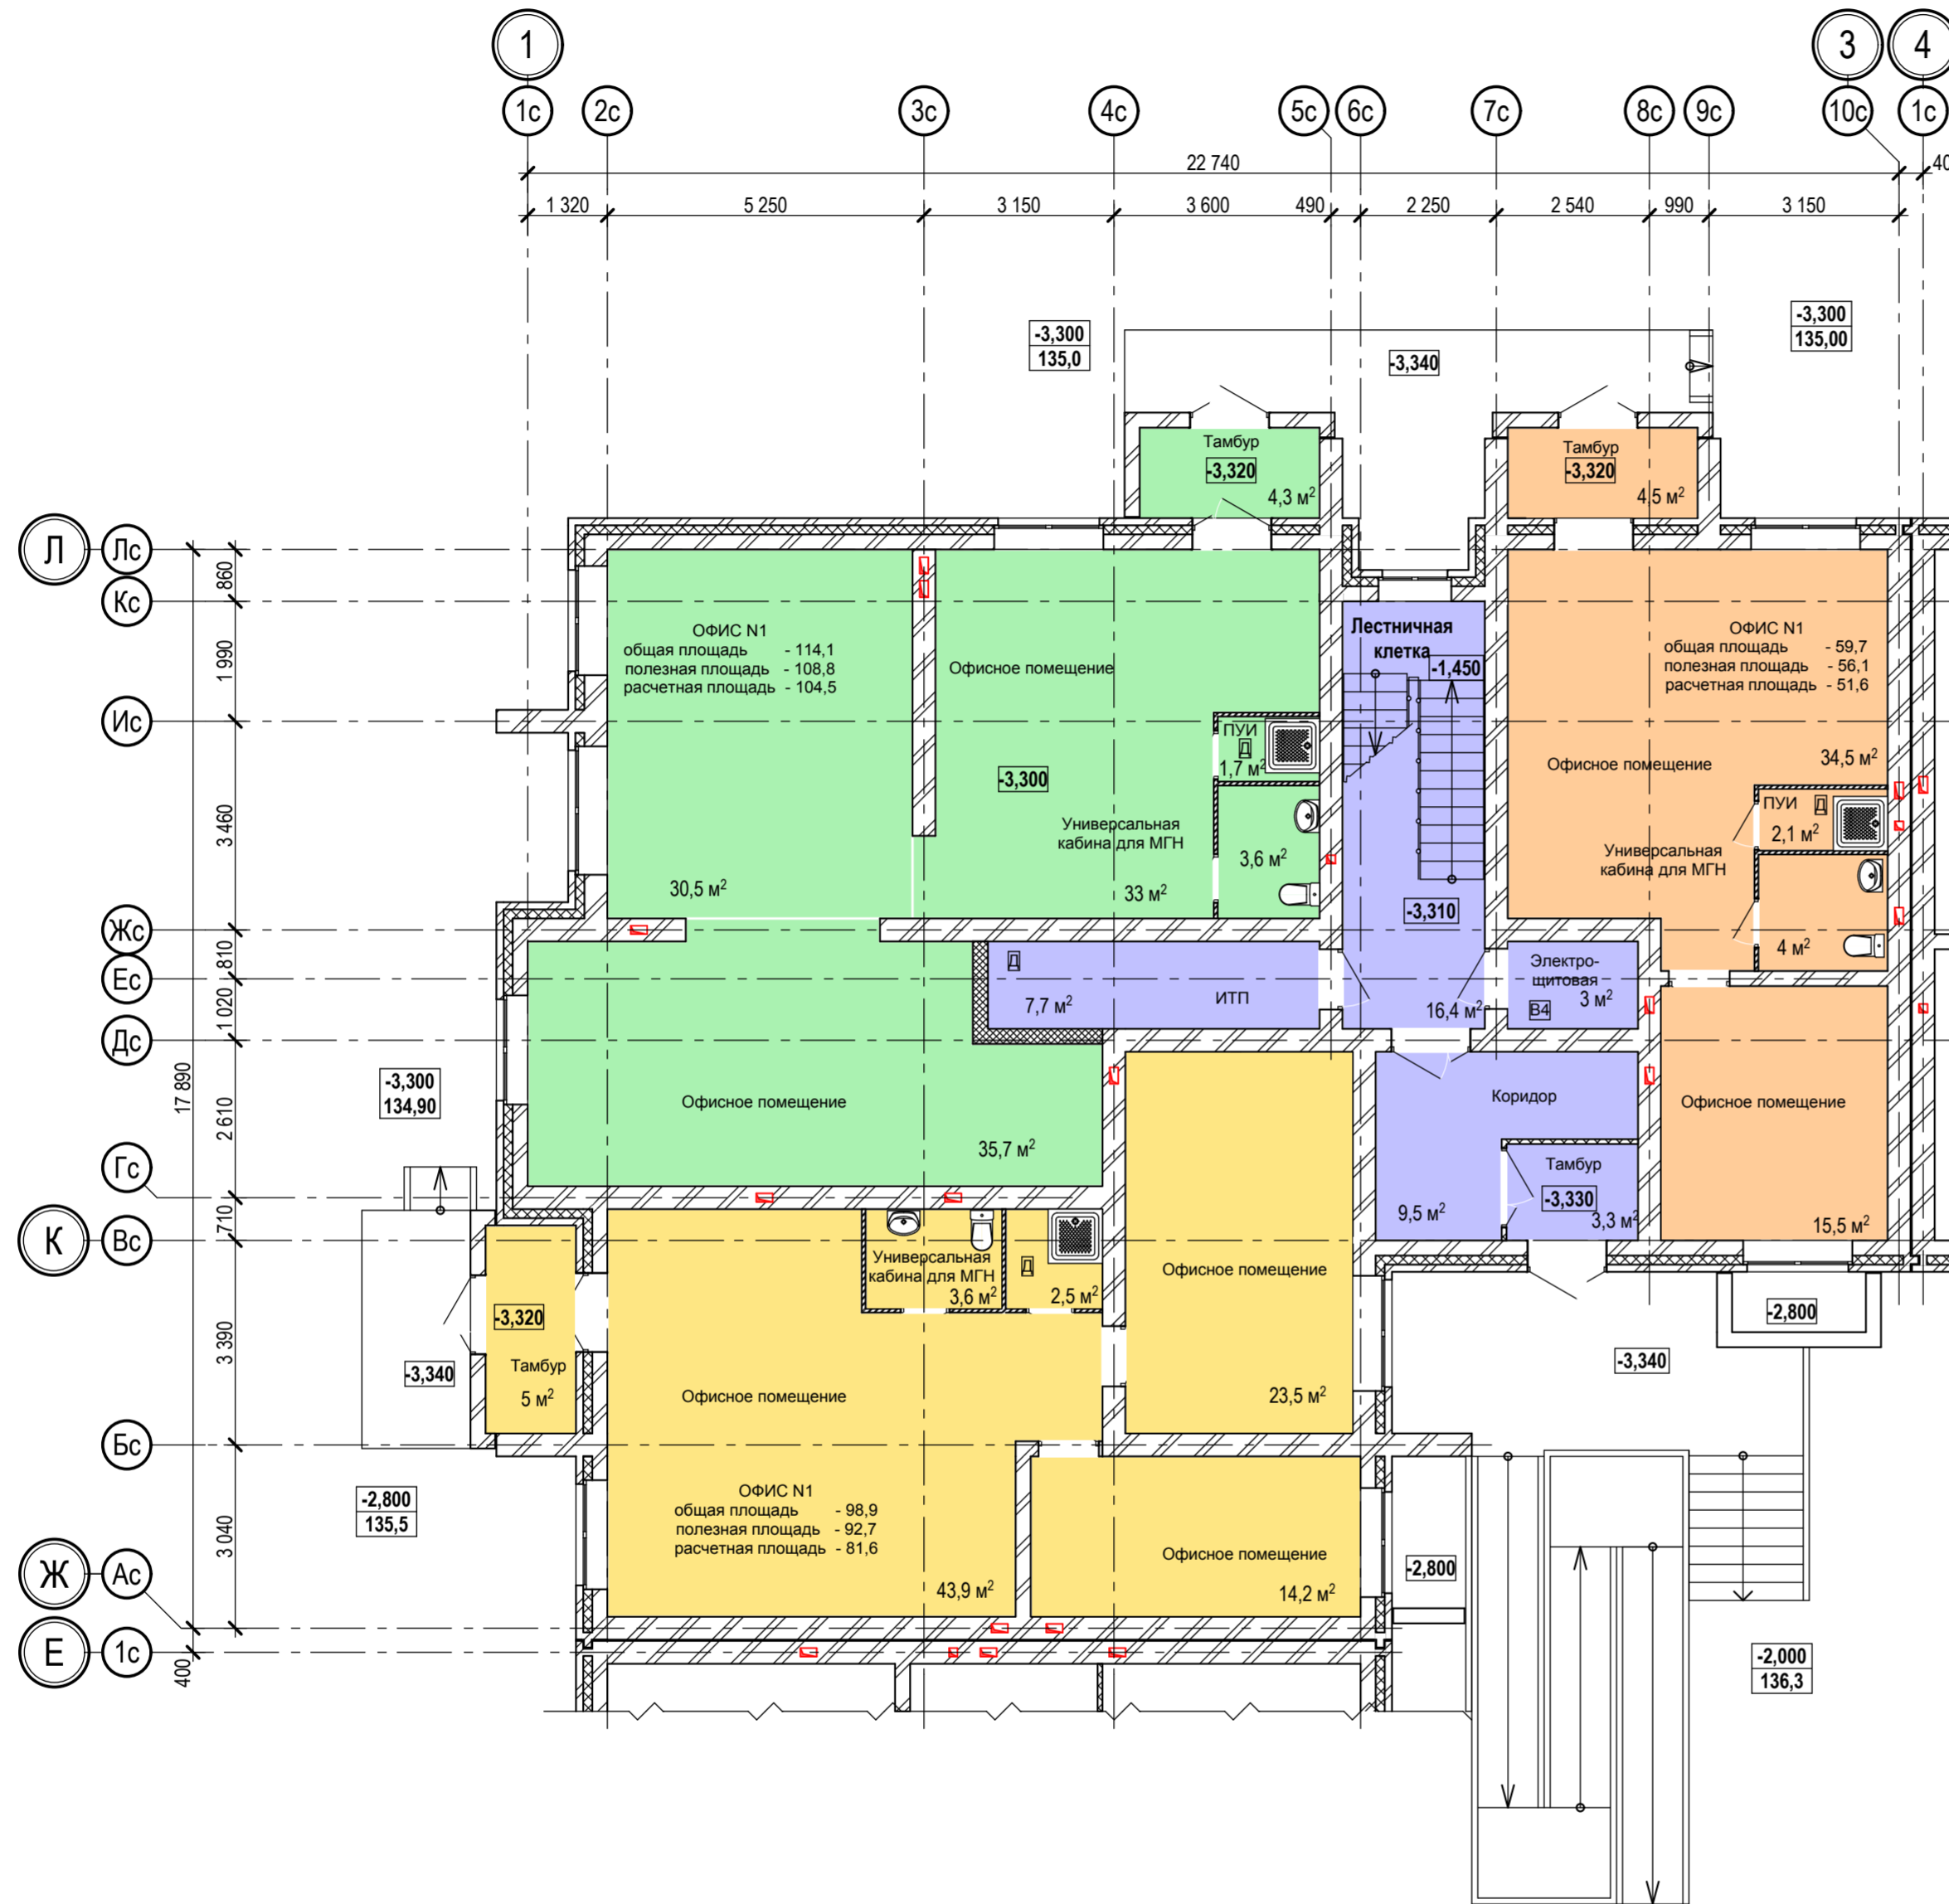 1
3
4
1с
2с
3с
4с
5с
6с
7с
8с
9с
10с
1с
22 740
40
1 320
5 250
3 150
3 600
490
2 250
2 540
990
3 150
-3,300
135,0
-3,340
-3,300
135,00
Тамбур
-3,320
4,3 м²
Тамбур
-3,320
4,5 м²
Л
Лс
860
Кс
1 990
Ис
3 460
Жс
810
Ес
1 020
Дс
17 890
2 610
Гс
710
К
Вс
3 390
Бс
3 040
Ж
Ас
Е
1с
400
ОФИС N1
общая площадь - 114,1
полезная площадь - 108,8
расчетная площадь - 104,5
30,5 м²
Офисное помещение
-3,300
ПУИ
Д
1,7 м²
Универсальная
кабина для МГН
3,6 м²
33 м²
Лестничная
клетка
-1,450
-3,310
16,4 м²
ОФИС N1
общая площадь - 59,7
полезная площадь - 56,1
расчетная площадь - 51,6
34,5 м²
Офисное помещение
ПУИ
Д
2,1 м²
Универсальная
кабина для МГН
4 м²
Д
7,7 м²
ИТП
Электро-
щитовая
3 м²
В4
-3,300
134,90
Офисное помещение
35,7 м²
Коридор
9,5 м²
Тамбур
-3,330
3,3 м²
Офисное помещение
15,5 м²
Универсальная
кабина для МГН
3,6 м²
Д
2,5 м²
Офисное помещение
23,5 м²
-3,320
Тамбур
5 м²
-3,340
Офисное помещение
-2,800
-3,340
-2,800
135,5
ОФИС N1
общая площадь - 98,9
полезная площадь - 92,7
расчетная площадь - 81,6
43,9 м²
Офисное помещение
14,2 м²
-2,800
-2,000
136,3